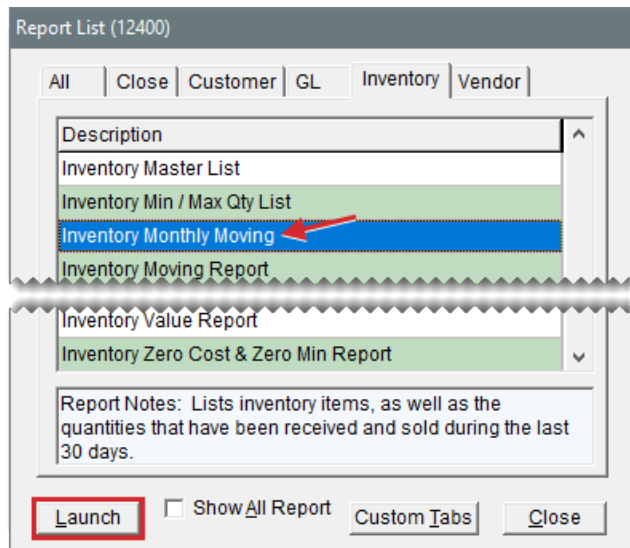 Report List (12400)
All Close Customer GL Inventory Vendor
Description
Inventory Master List
Inventory Min / Max Qty List
Inventory Monthly Moving
Inventory Moving Report
Inventory Value Report
Inventory Zero Cost & Zero Min Report
Report Notes:  Lists inventory items, as well as the
quantities that have been received and sold during the last
30 days.
Launch Show All Report Custom Tabs Close